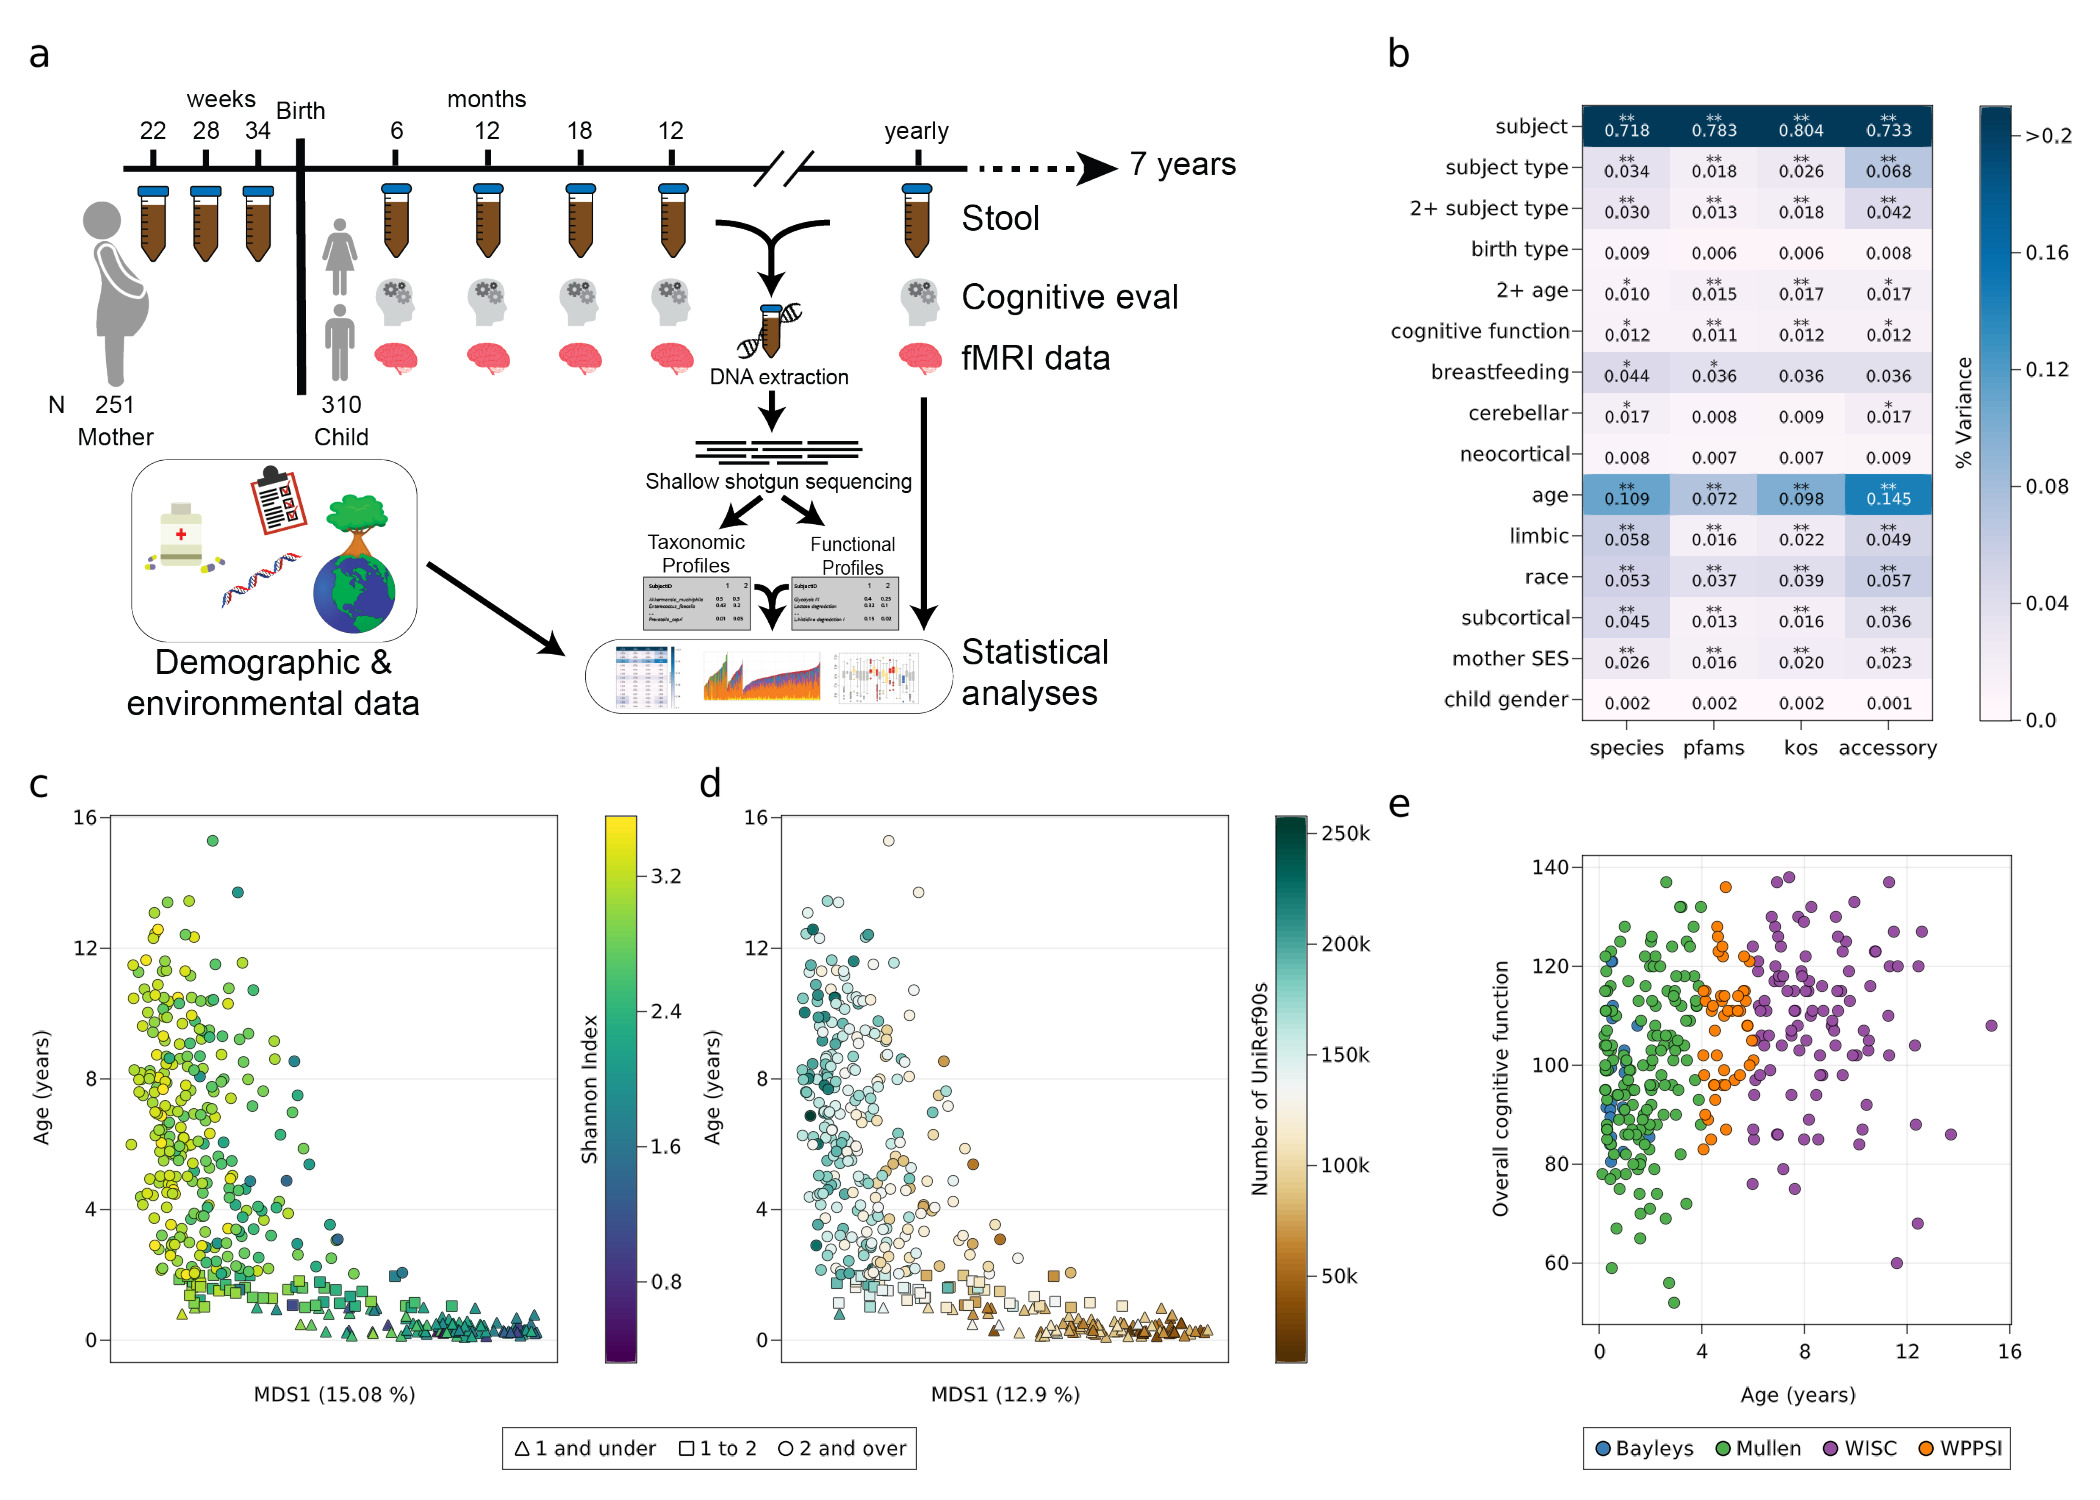 a
weeks
Birth
months
22 28 34
6 12 18 12
yearly
7 years
Stool
Cognitive eval
fMRI data
DNA extraction
N 251 310
Mother Child
Shallow shotgun sequencing
Taxonomic Profiles
Functional Profiles
SubjectID 1 2
SubjectID 1 2
Demographic &
environmental data
Statistical
analyses
b
subject ** 0.718 ** 0.783 ** 0.804 ** 0.733
subject type ** 0.034 ** 0.018 ** 0.026 ** 0.068
2+ subject type ** 0.030 ** 0.013 ** 0.018 ** 0.042
birth type 0.009 0.006 0.006 0.008
2+ age * 0.010 ** 0.015 ** 0.017 * 0.017
cognitive function * 0.012 ** 0.011 ** 0.012 * 0.012
breastfeeding * 0.044 * 0.036 0.036 0.036
cerebellar * 0.017 0.008 0.009 * 0.017
neocortical 0.008 0.007 0.007 0.009
age ** 0.109 ** 0.072 ** 0.098 ** 0.145
limbic ** 0.058 ** 0.016 ** 0.022 ** 0.049
race ** 0.053 ** 0.037 ** 0.039 ** 0.057
subcortical ** 0.045 ** 0.013 ** 0.016 ** 0.036
mother SES ** 0.026 ** 0.016 ** 0.020 ** 0.023
child gender 0.002 0.002 0.002 0.001
species pfams kos accessory
% Variance
>0.2
0.16
0.12
0.08
0.04
0.0
c
Age (years)
16
12
8
4
0
MDS1 (15.08 %)
Shannon Index
3.2
2.4
1.6
0.8
d
Age (years)
16
12
8
4
0
MDS1 (12.9 %)
Number of UniRef90s
250k
200k
150k
100k
50k
1 and under 1 to 2 2 and over
e
Overall cognitive function
140
120
100
80
60
0 4 8 12 16
Age (years)
Bayleys Mullen WISC WPPSI